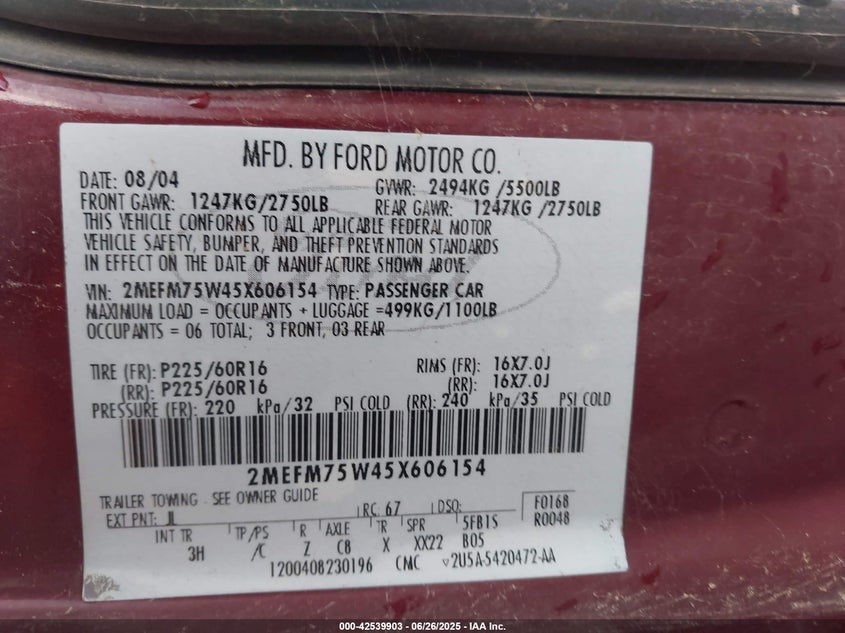 MFD. BY FORD MOTOR CO.
DATE: 08/04 GVWR: 2494KG /5500LB
FRONT GAWR: 1247KG/2750LB REAR GAWR: 1247KG /2750LB
THIS VEHICLE CONFORMS TO ALL APPLICABLE FEDERAL MOTOR
VEHICLE SAFETY, BUMPER, AND THEFT PREVENTION STANDARDS
IN EFFECT ON THE DATE OF MANUFACTURE SHOWN ABOVE.
VIN: 2MEFM75W45X606154 TYPE: PASSENGER CAR
MAXIMUM LOAD = OCCUPANTS + LUGGAGE =499KG/1100LB
OCCUPANTS = 06 TOTAL; 3 FRONT, 03 REAR
TIRE (FR): P225/60R16 RIMS (FR): 16X7.0J
(RR): P225/60R16 (RR): 16X7.0J
PRESSURE (FR): 220 kPa/32 PSI COLD (RR): 240 kPa/35 PSI COLD
2MEFM75W45X606154
TRAILER TOWING - SEE OWNER GUIDE
EXT PNT: JL RC: 67 DSO: F0168
R0048
INT TR TP/PS R AXLE TR SPR 5FB1S
3H /C Z C8 X XX22 B05
1200408230196 CMC 2U5A-5420472-AA
000-42539903 - 06/26/2025 - IAA Inc.